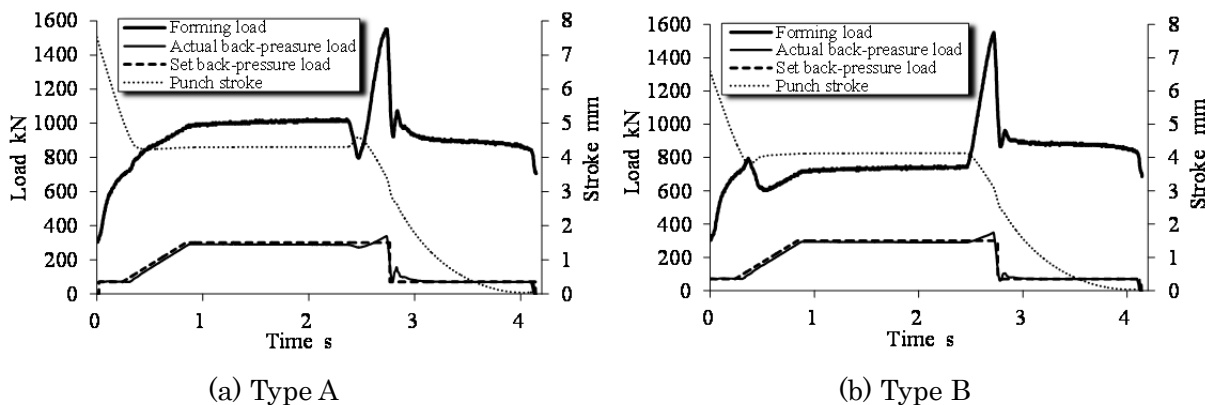 1600
1400
1200
1000
800
600
400
200
0
Load kN
Forming load
Actual back-preasure load
Set back-pressure load
Punch stroke
8
7
6
5
4
3
2
1
0
Stroke mm
0 1 2 3 4
Time s
(a) Type A
1600
1400
1200
1000
800
600
400
200
0
Load kN
Forming load
Actual back-pressure load
Set back-pressure load
Punch stroke
8
7
6
5
4
3
2
1
0
Stroke mm
0 1 2 3 4
Time s
(b) Type B